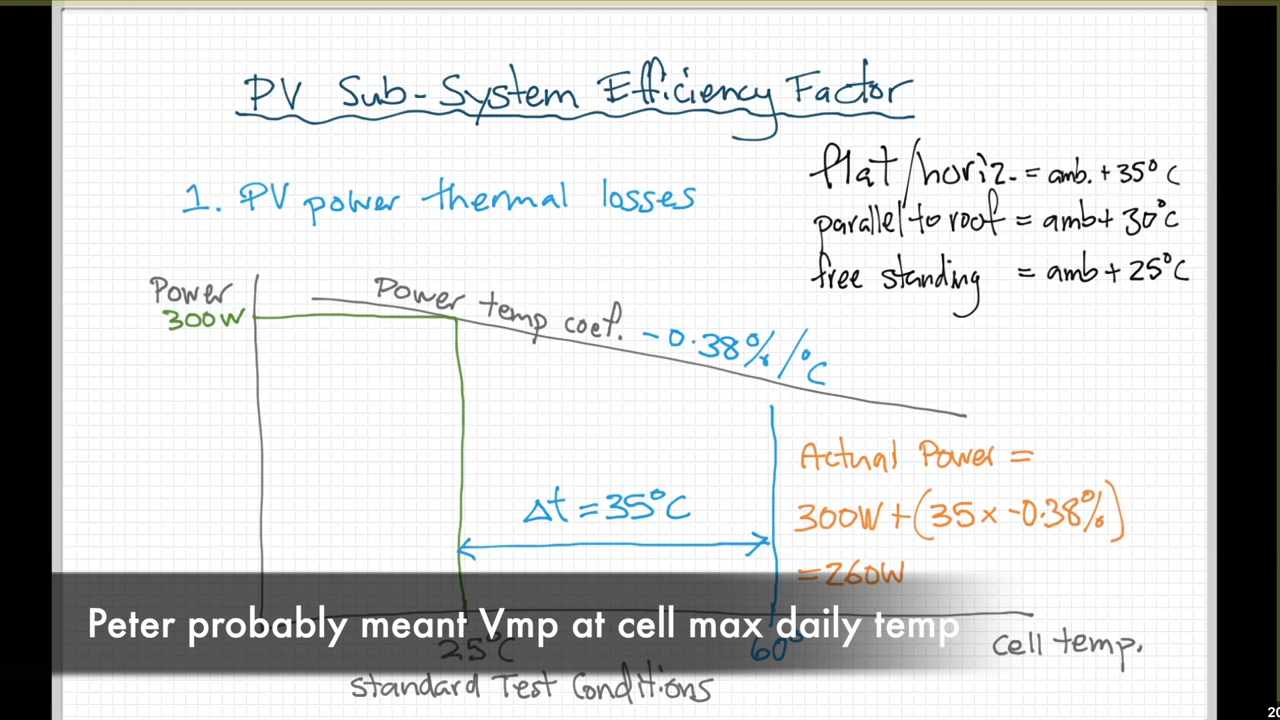 PV Sub-System Efficiency Factor
flat/horiz. = amb. + 35°C
1. PV power thermal losses
parallel to roof = amb + 30°C
free standing = amb + 25°C
Power
300W
Power temp coef. -0.38%/°C
Actual Power =
Δt = 35°C
300W + (35 x -0.38%)
= 260W
Peter probably meant Vmp at cell max daily temp
25°C
60°
cell temp.
Standard Test Conditions
20